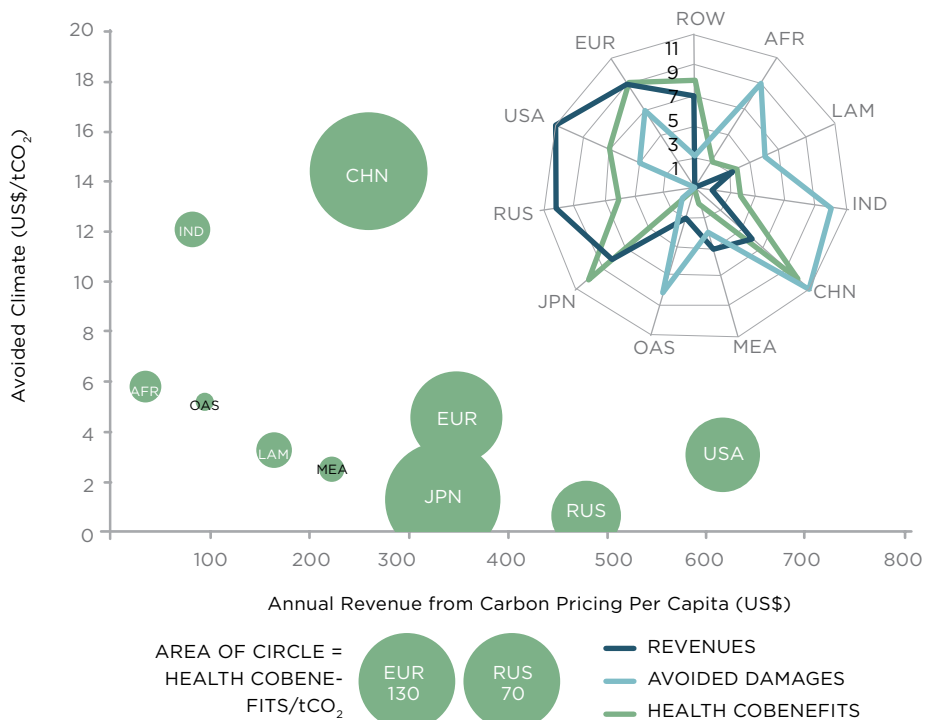 20
18
16
14
12
10
8
6
4
2
0
Avoided Climate (US$/tCO₂)
CHN
IND
AFR
OAS
LAM
MEA
EUR
JPN
RUS
USA
100
200
300
400
500
600
700
800
Annual Revenue from Carbon Pricing Per Capita (US$)
ROW
AFR
LAM
IND
CHN
MEA
OAS
JPN
RUS
USA
EUR
11
9
7
5
3
1
AREA OF CIRCLE =
HEALTH COBENE-
FITS/tCO₂
EUR
130
RUS
70
REVENUES
AVOIDED DAMAGES
HEALTH COBENEFITS